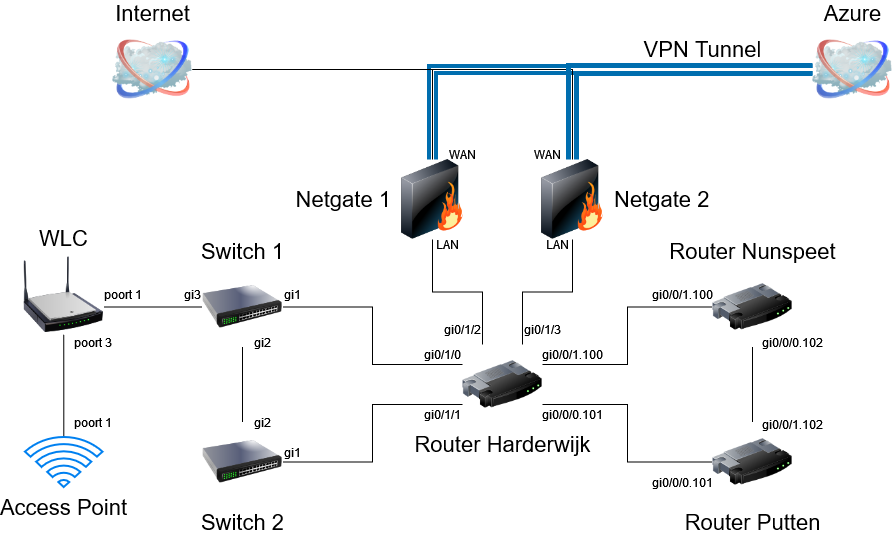 Internet
Azure
VPN Tunnel
WAN
WAN
Netgate 1
Netgate 2
LAN
LAN
WLC
Switch 1
Router Nunspeet
poort 1
gi3
gi1
gi0/0/1.100
poort 3
gi2
gi0/1/2
gi0/1/3
gi0/0/0.102
gi0/1/0
gi0/0/1.100
gi0/1/1
gi0/0/0.101
poort 1
gi2
gi0/0/1.102
Router Harderwijk
gi1
gi0/0/0.101
Access Point
Switch 2
Router Putten